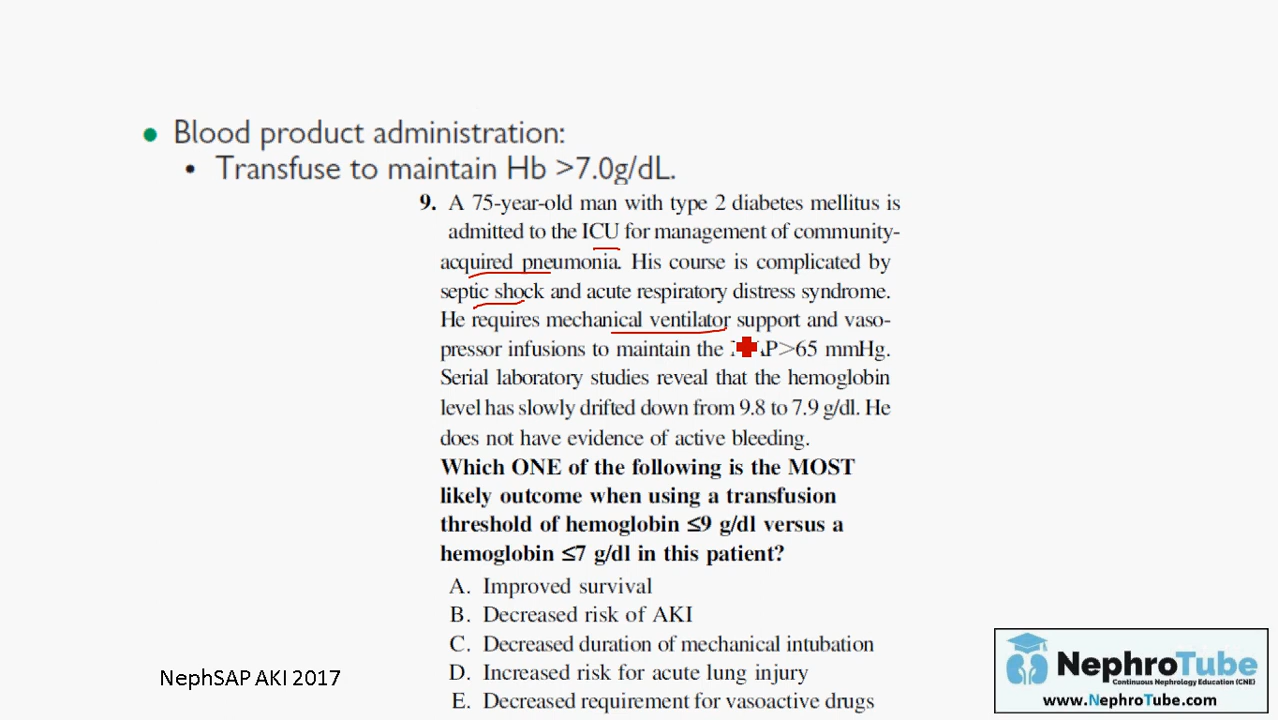 Blood product administration:
Transfuse to maintain Hb >7.0g/dL.
9. A 75-year-old man with type 2 diabetes mellitus is
admitted to the ICU for management of community-
acquired pneumonia. His course is complicated by
septic shock and acute respiratory distress syndrome.
He requires mechanical ventilator support and vaso-
pressor infusions to maintain the >65 mmHg.
Serial laboratory studies reveal that the hemoglobin
level has slowly drifted down from 9.8 to 7.9 g/dl. He
does not have evidence of active bleeding.
Which ONE of the following is the MOST
likely outcome when using a transfusion
threshold of hemoglobin ≤9 g/dl versus a
hemoglobin ≤7 g/dl in this patient?
A. Improved survival
B. Decreased risk of AKI
C. Decreased duration of mechanical intubation
D. Increased risk for acute lung injury
E. Decreased requirement for vasoactive drugs
NephSAP AKI 2017
NephroTube
Continuous Nephrology Education (CNE)
www.NephroTube.com